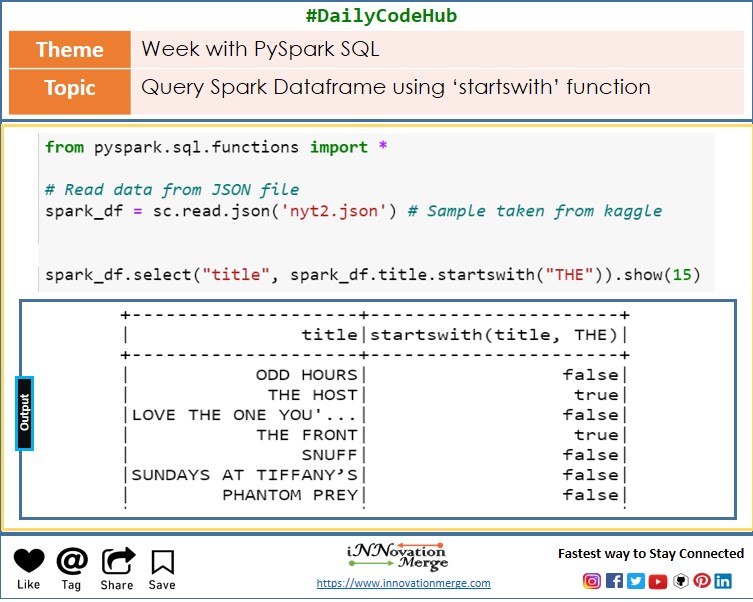 #DailyCodeHub
Theme Week with PySpark SQL
Topic Query Spark Dataframe using ‘startswith’ function
from pyspark.sql.functions import *
# Read data from JSON file
spark_df = sc.read.json('nyt2.json') # Sample taken from kaggle
spark_df.select("title", spark_df.title.startswith("THE")).show(15)
Output
+--------------------+-----------------------+
|               title|startswith(title, THE)|
+--------------------+-----------------------+
|           ODD HOURS|                 false|
|            THE HOST|                  true|
|LOVE THE ONE YOU'...|                 false|
|           THE FRONT|                  true|
|               SNUFF|                 false|
|SUNDAYS AT TIFFANY’S|                 false|
|        PHANTOM PREY|                 false|
Like Tag Share Save
iNNovation
Merge
https://www.innovationmerge.com
Fastest way to Stay Connected